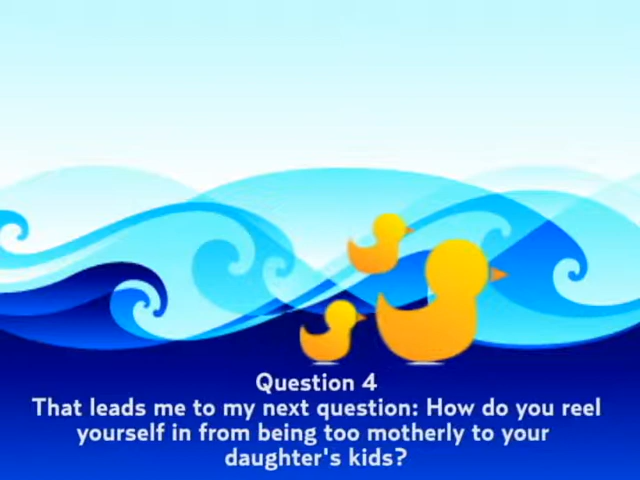 Question 4
That leads me to my next question: How do you reel
yourself in from being too motherly to your
daughter's kids?